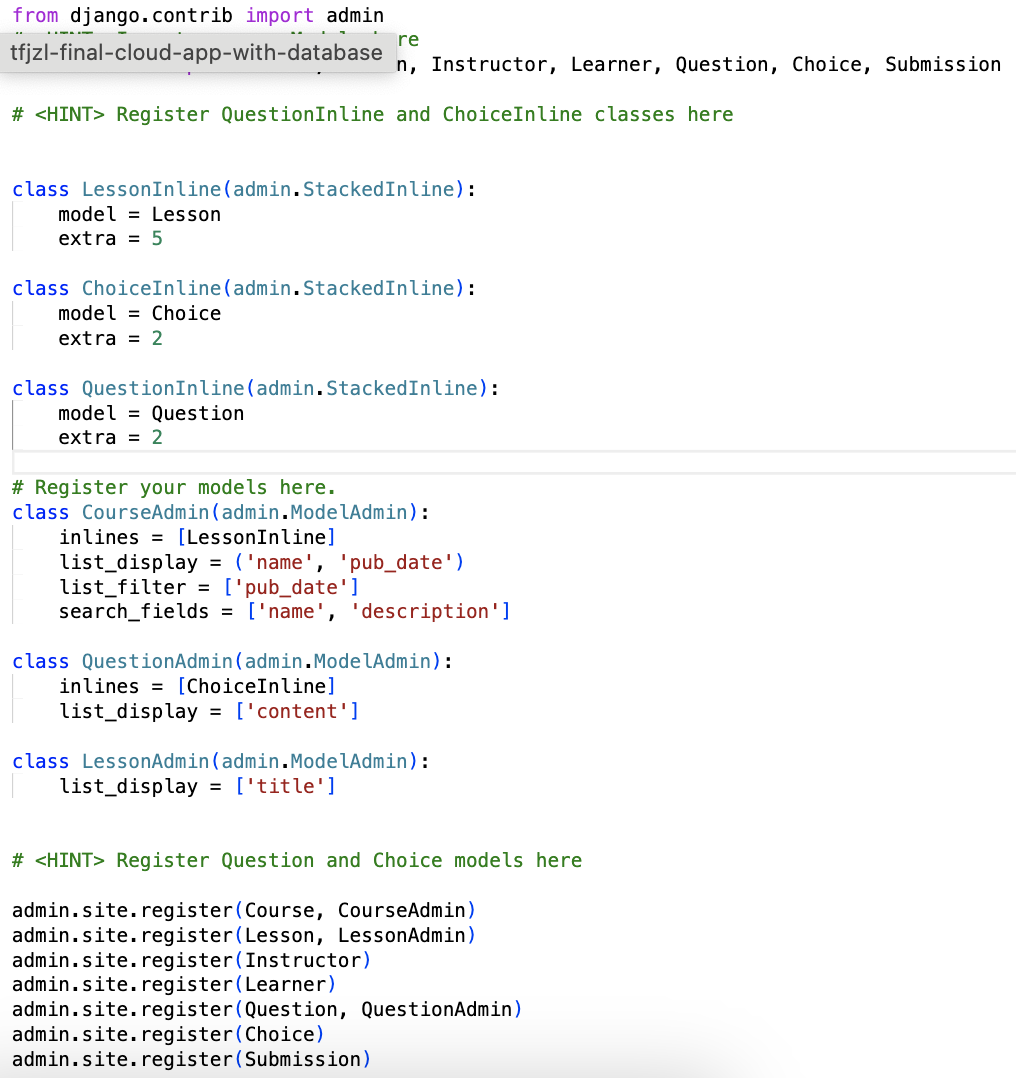 from django.contrib import admin
re
tfjzl-final-cloud-app-with-database
n, Instructor, Learner, Question, Choice, Submission
# <HINT> Register QuestionInline and ChoiceInline classes here
class LessonInline(admin.StackedInline):
    model = Lesson
    extra = 5
class ChoiceInline(admin.StackedInline):
    model = Choice
    extra = 2
class QuestionInline(admin.StackedInline):
    model = Question
    extra = 2
# Register your models here.
class CourseAdmin(admin.ModelAdmin):
    inlines = [LessonInline]
    list_display = ('name', 'pub_date')
    list_filter = ['pub_date']
    search_fields = ['name', 'description']
class QuestionAdmin(admin.ModelAdmin):
    inlines = [ChoiceInline]
    list_display = ['content']
class LessonAdmin(admin.ModelAdmin):
    list_display = ['title']
# <HINT> Register Question and Choice models here
admin.site.register(Course, CourseAdmin)
admin.site.register(Lesson, LessonAdmin)
admin.site.register(Instructor)
admin.site.register(Learner)
admin.site.register(Question, QuestionAdmin)
admin.site.register(Choice)
admin.site.register(Submission)